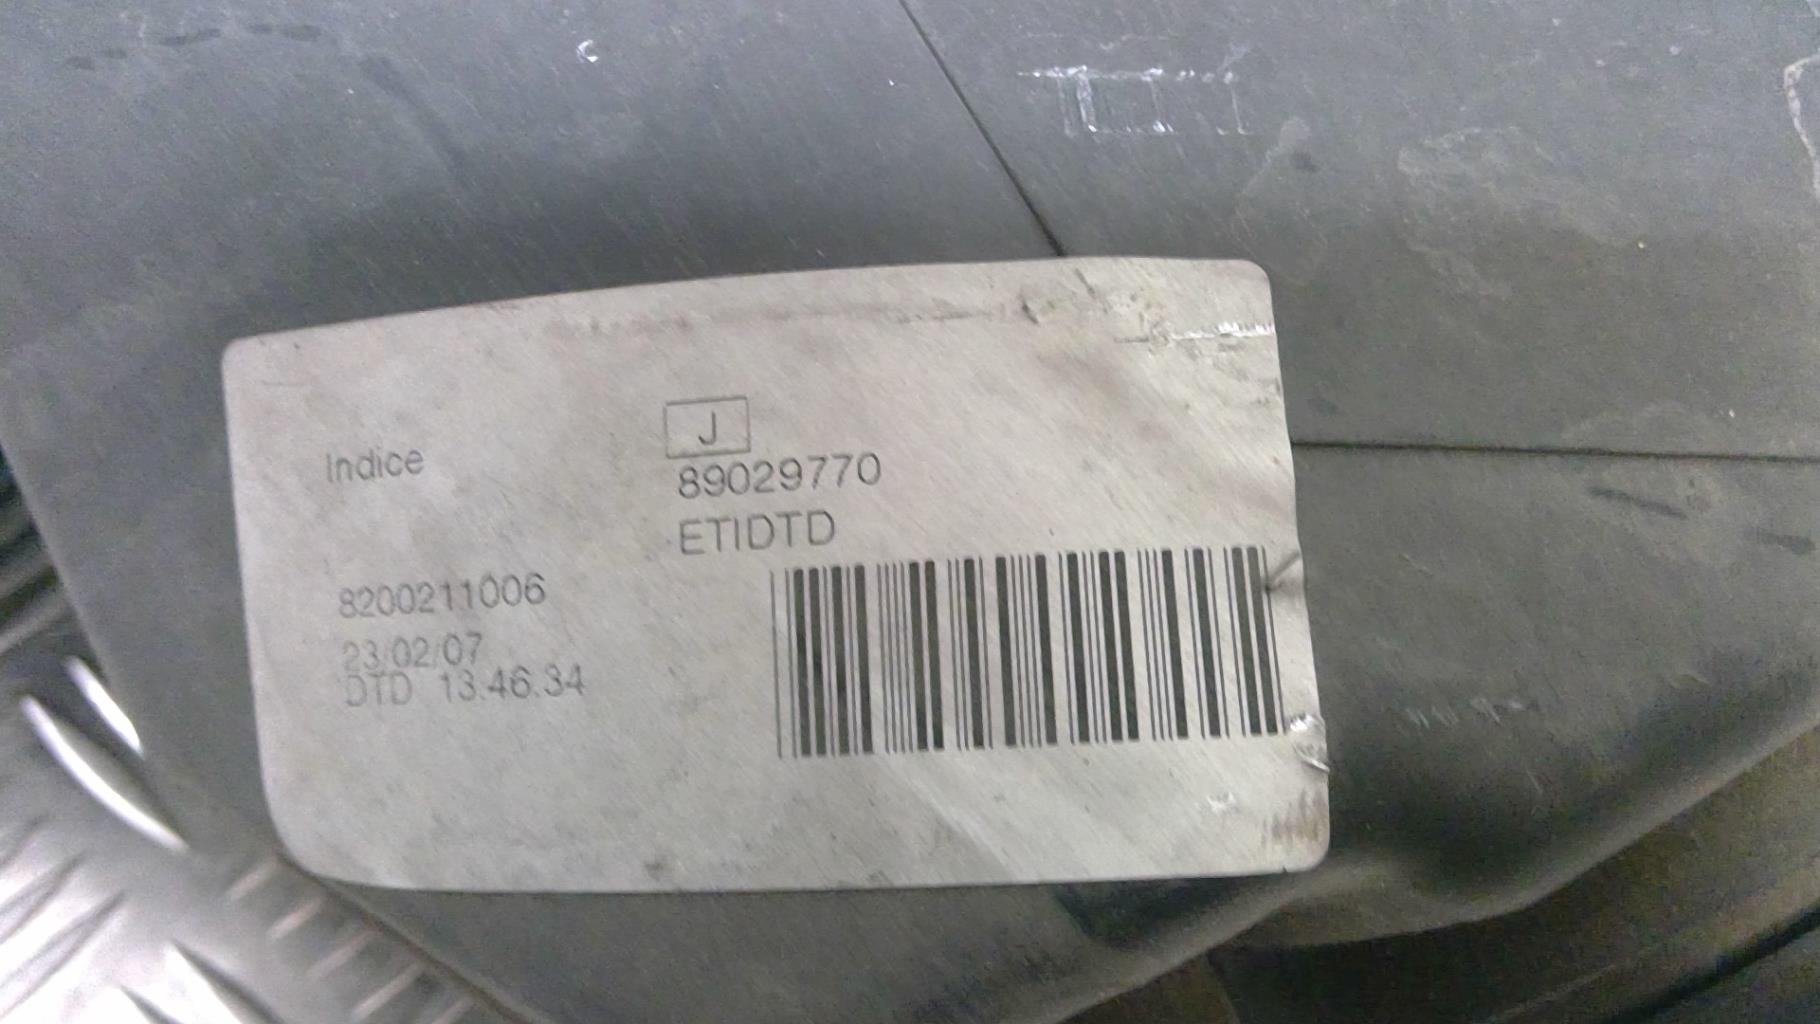 J
Indice
89029770
ETIDTD
8200211006
23/02/07
DTD 13.46.34